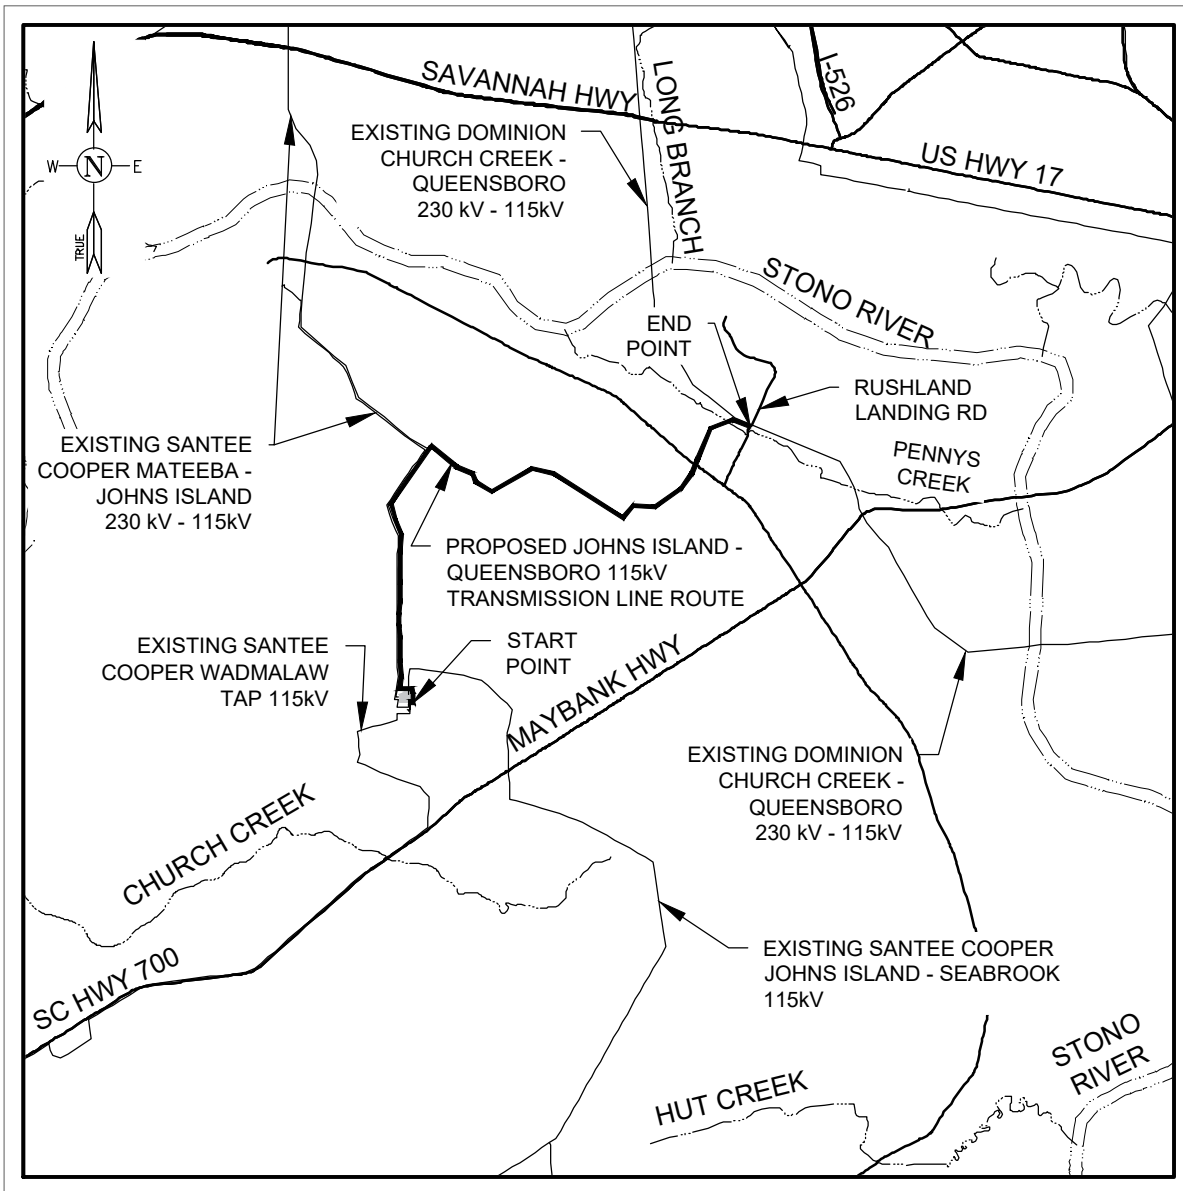 SAVANNAH HWY
LONG BRANCH
I-526
US HWY 17
EXISTING DOMINION
CHURCH CREEK -
QUEENSBORO
230 kV - 115kV
W
N
E
TRUE
STONO RIVER
END
POINT
RUSHLAND
LANDING RD
PENNYS
CREEK
EXISTING SANTEE
COOPER MATEEBA -
JOHNS ISLAND
230 kV - 115kV
PROPOSED JOHNS ISLAND -
QUEENSBORO 115kV
TRANSMISSION LINE ROUTE
EXISTING SANTEE
COOPER WADMALAW
TAP 115kV
START
POINT
MAYBANK HWY
EXISTING DOMINION
CHURCH CREEK -
QUEENSBORO
230 kV - 115kV
CHURCH CREEK
SC HWY 700
EXISTING SANTEE COOPER
JOHNS ISLAND - SEABROOK
115kV
HUT CREEK
STONO
RIVER